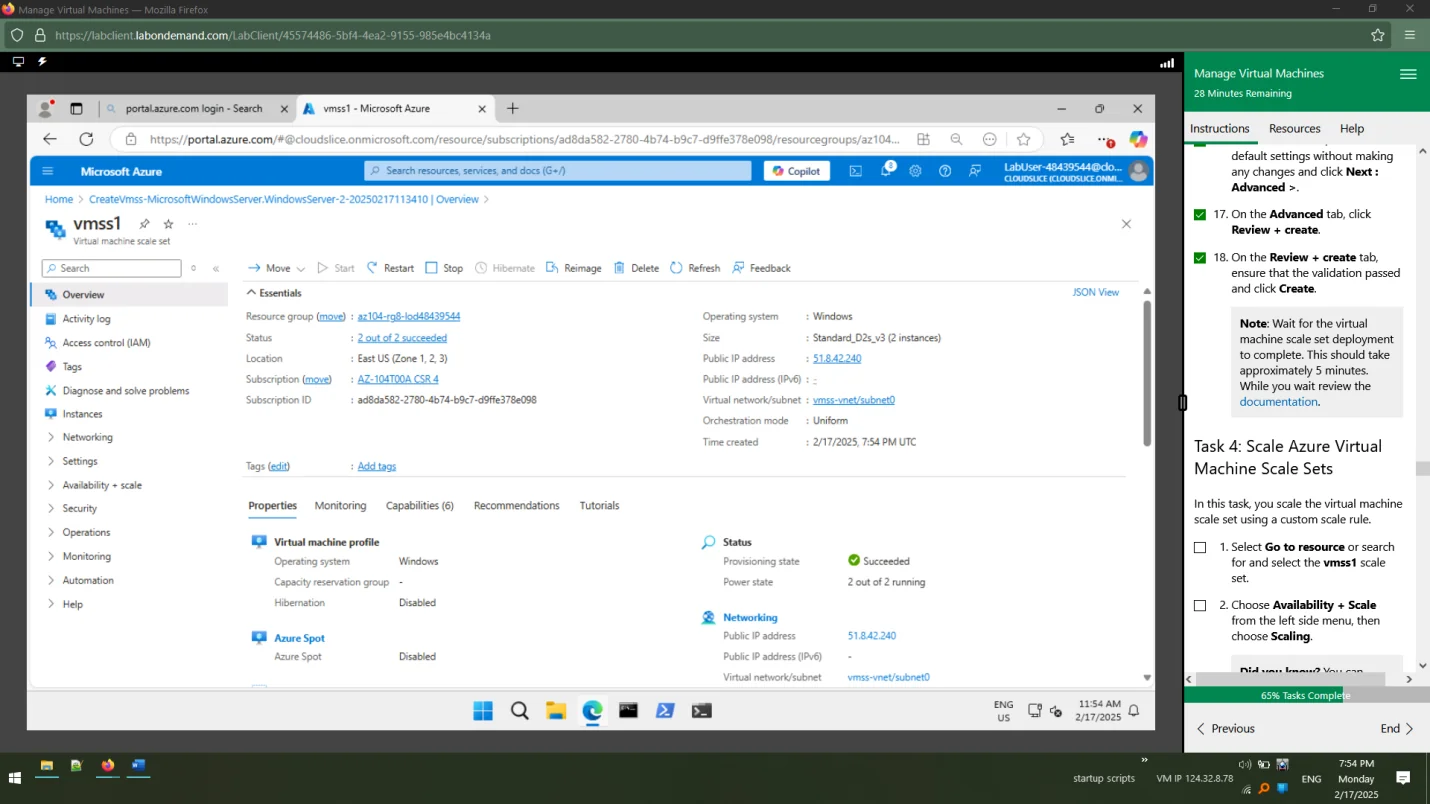 Manage Virtual Machines — Mozilla Firefox
https://labclient.labondemand.com/LabClient/45574486-5bf4-4ea2-9155-985e4bc4134a
portal.azure.com login - Search
vmss1 - Microsoft Azure
https://portal.azure.com/#@cloudslice.onmicrosoft.com/resource/subscriptions/ad8da582-2780-4b74-b9c7-d9ffe378e098/resourcegroups/az104...
Microsoft Azure
Search resources, services, and docs (G+/)
Copilot
8
LabUser-48439544@clo...
CLOUDSLICE (CLOUDSLICE.ONMI...
Home > CreateVmss-MicrosoftWindowsServer.WindowsServer-2-20250217113410 | Overview >
vmss1
Virtual machine scale set
Search
Move
Start
Restart
Stop
Hibernate
Reimage
Delete
Refresh
Feedback
Overview
Activity log
Access control (IAM)
Tags
Diagnose and solve problems
Instances
Networking
Settings
Availability + scale
Security
Operations
Monitoring
Automation
Help
Essentials
JSON View
Resource group (move) : az104-rg8-lod48439544
Status : 2 out of 2 succeeded
Location : East US (Zone 1, 2, 3)
Subscription (move) : AZ-104T00A CSR 4
Subscription ID : ad8da582-2780-4b74-b9c7-d9ffe378e098
Operating system : Windows
Size : Standard_D2s_v3 (2 instances)
Public IP address : 51.8.42.240
Public IP address (IPv6) : -
Virtual network/subnet : vmss-vnet/subnet0
Orchestration mode : Uniform
Time created : 2/17/2025, 7:54 PM UTC
Tags (edit) : Add tags
Properties
Monitoring
Capabilities (6)
Recommendations
Tutorials
Virtual machine profile
Operating system Windows
Capacity reservation group -
Hibernation Disabled
Azure Spot
Azure Spot Disabled
Status
Provisioning state Succeeded
Power state 2 out of 2 running
Networking
Public IP address 51.8.42.240
Public IP address (IPv6) -
Virtual network/subnet vmss-vnet/subnet0
ENG
US
11:54 AM
2/17/2025
Manage Virtual Machines
28 Minutes Remaining
Instructions
Resources
Help
default settings without making
any changes and click Next :
Advanced >.
17. On the Advanced tab, click
Review + create.
18. On the Review + create tab,
ensure that the validation passed
and click Create.
Note: Wait for the virtual
machine scale set deployment
to complete. This should take
approximately 5 minutes.
While you wait review the
documentation.
Task 4: Scale Azure Virtual
Machine Scale Sets
In this task, you scale the virtual machine
scale set using a custom scale rule.
1. Select Go to resource or search
for and select the vmss1 scale
set.
2. Choose Availability + Scale
from the left side menu, then
choose Scaling.
Did you know? You can
65% Tasks Complete
Previous
End
startup scripts
VM IP 124.32.8.78
ENG
7:54 PM
Monday
2/17/2025